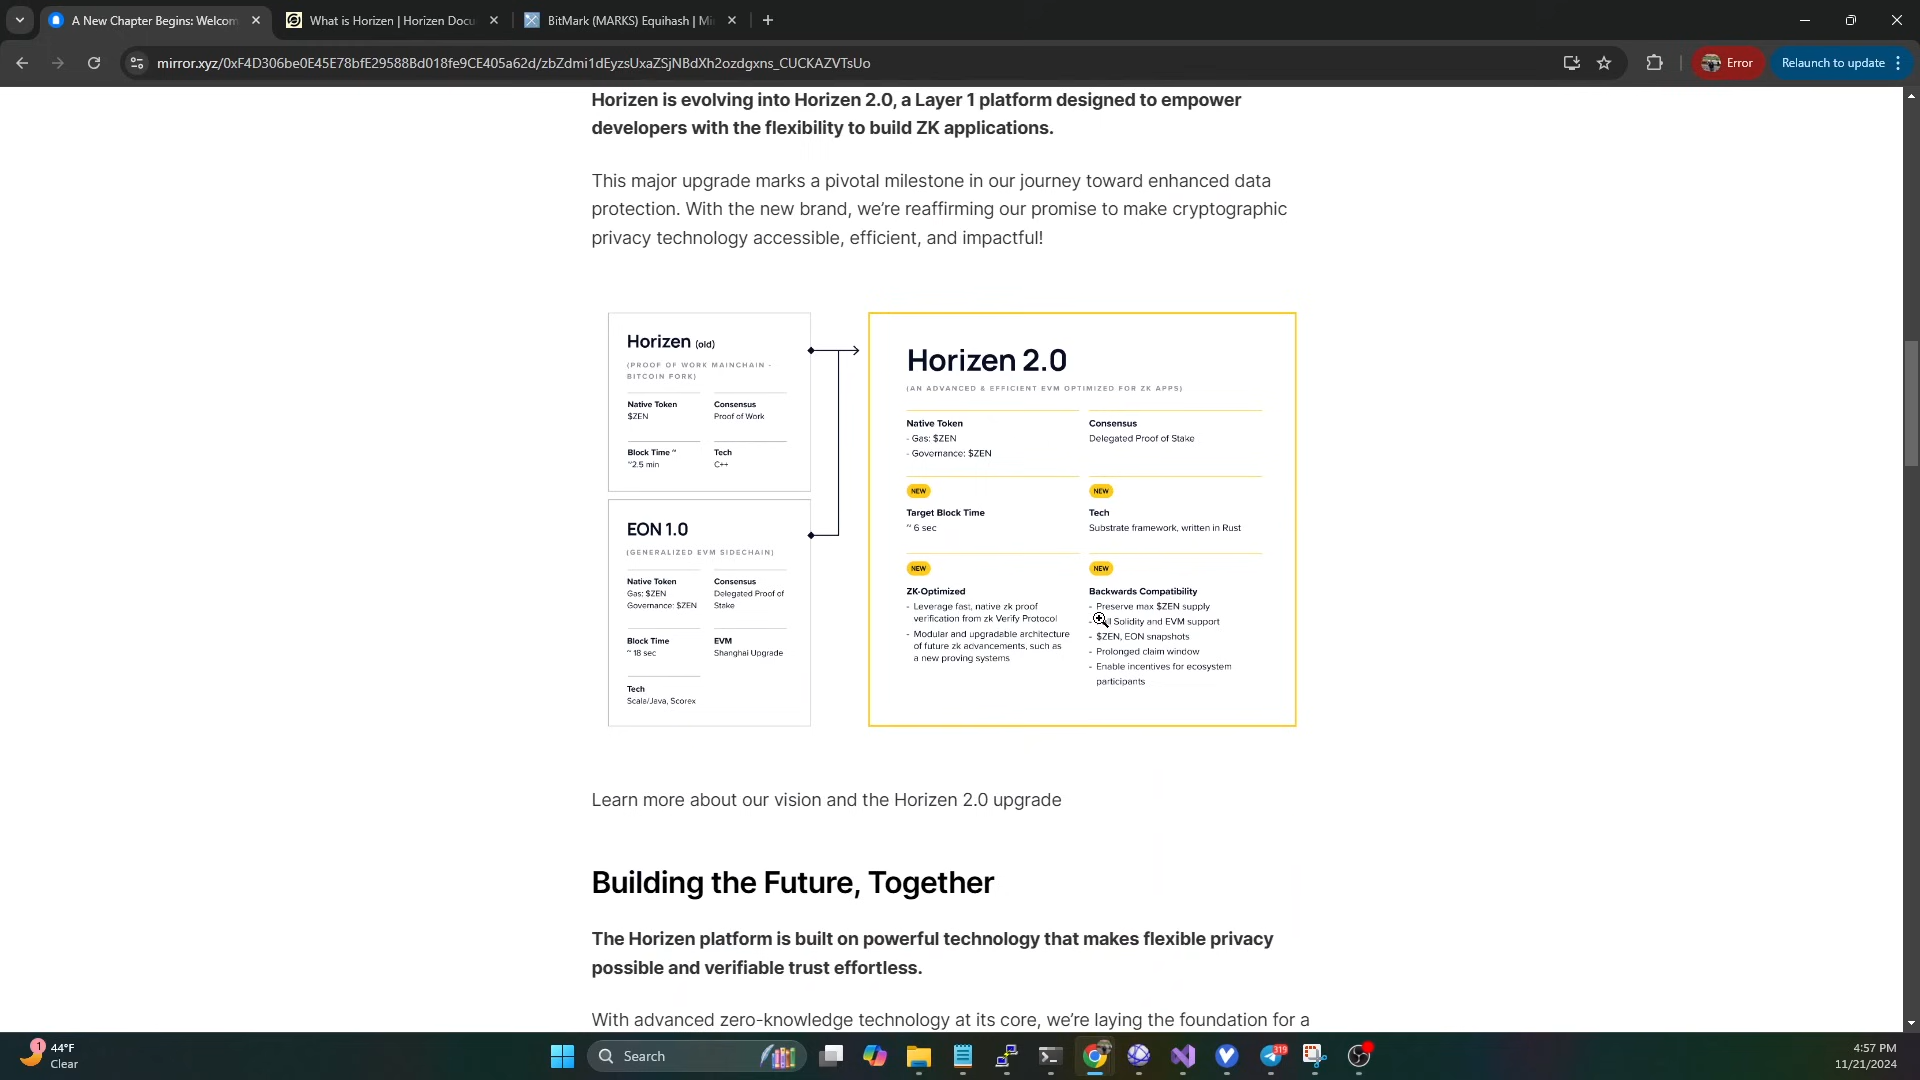 A New Chapter Begins: Welcom
What is Horizen | Horizen Docu
BitMark (MARKS) Equihash | Mi
mirror.xyz/0xF4D306be0E45E78bfE29588Bd018fe9CE405a62d/zbZdmi1dEyzsUxaZSjNBdXh2ozdgxns_CUCKAZVTsUo
Error
Relaunch to update
Horizen is evolving into Horizen 2.0, a Layer 1 platform designed to empower
developers with the flexibility to build ZK applications.
This major upgrade marks a pivotal milestone in our journey toward enhanced data
protection. With the new brand, we're reaffirming our promise to make cryptographic
privacy technology accessible, efficient, and impactful!
Horizen (old)
(PROOF OF WORK MAINCHAIN -
BITCOIN FORK)
Native Token
$ZEN
Consensus
Proof of Work
Block Time ~
~2.5 min
Tech
C++
EON 1.0
(GENERALIZED EVM SIDECHAIN)
Native Token
Gas: $ZEN
Governance: $ZEN
Consensus
Delegated Proof of
Stake
Block Time
~ 18 sec
EVM
Shanghai Upgrade
Tech
Scala/Java, Scorex
Horizen 2.0
(AN ADVANCED & EFFICIENT EVM OPTIMIZED FOR ZK APPS)
Native Token
- Gas: $ZEN
- Governance: $ZEN
Consensus
Delegated Proof of Stake
NEW
Target Block Time
~ 6 sec
NEW
Tech
Substrate framework, written in Rust
NEW
ZK-Optimized
- Leverage fast, native zk proof
verification from zk Verify Protocol
- Modular and upgradable architecture
of future zk advancements, such as
a new proving systems
NEW
Backwards Compatibility
- Preserve max $ZEN supply
- Solidity and EVM support
- $ZEN, EON snapshots
- Prolonged claim window
- Enable incentives for ecosystem
participants
Learn more about our vision and the Horizen 2.0 upgrade
Building the Future, Together
The Horizen platform is built on powerful technology that makes flexible privacy
possible and verifiable trust effortless.
With advanced zero-knowledge technology at its core, we're laying the foundation for a
1
44°F
Clear
Search
319
4:57 PM
11/21/2024